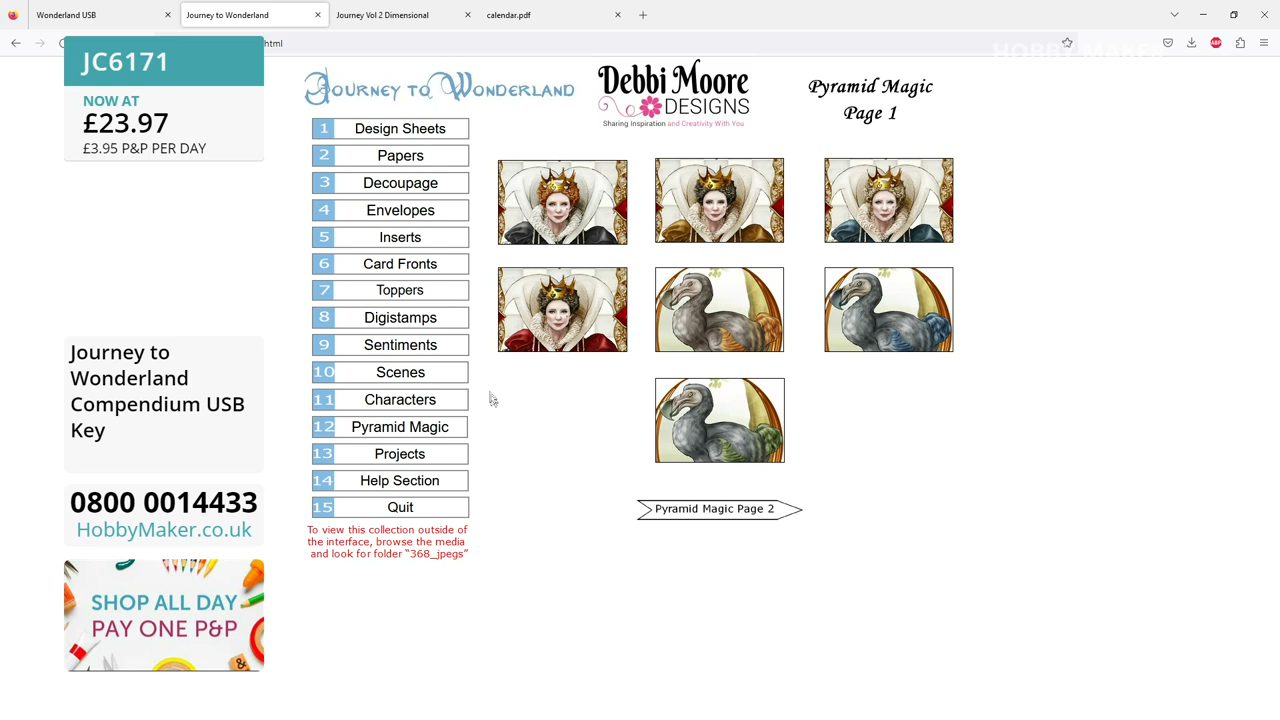 Wonderland USB
Journey to Wonderland
Journey Vol 2 Dimensional
calendar.pdf
html
ABP
HOBBY MAKER
JC6171
NOW AT
£23.97
£3.95 P&P PER DAY
Journey to
Wonderland
Compendium USB
Key
0800 0014433
HobbyMaker.co.uk
SHOP ALL DAY
PAY ONE P&P
&
JOURNEY TO WONDERLAND
1 Design Sheets
2 Papers
3 Decoupage
4 Envelopes
5 Inserts
6 Card Fronts
7 Toppers
8 Digistamps
9 Sentiments
10 Scenes
11 Characters
12 Pyramid Magic
13 Projects
14 Help Section
15 Quit
To view this collection outside of
the interface, browse the media
and look for folder “368_jpegs”
Debbi Moore
DESIGNS
Sharing Inspiration and Creativity With You
Pyramid Magic
Page 1
Pyramid Magic Page 2